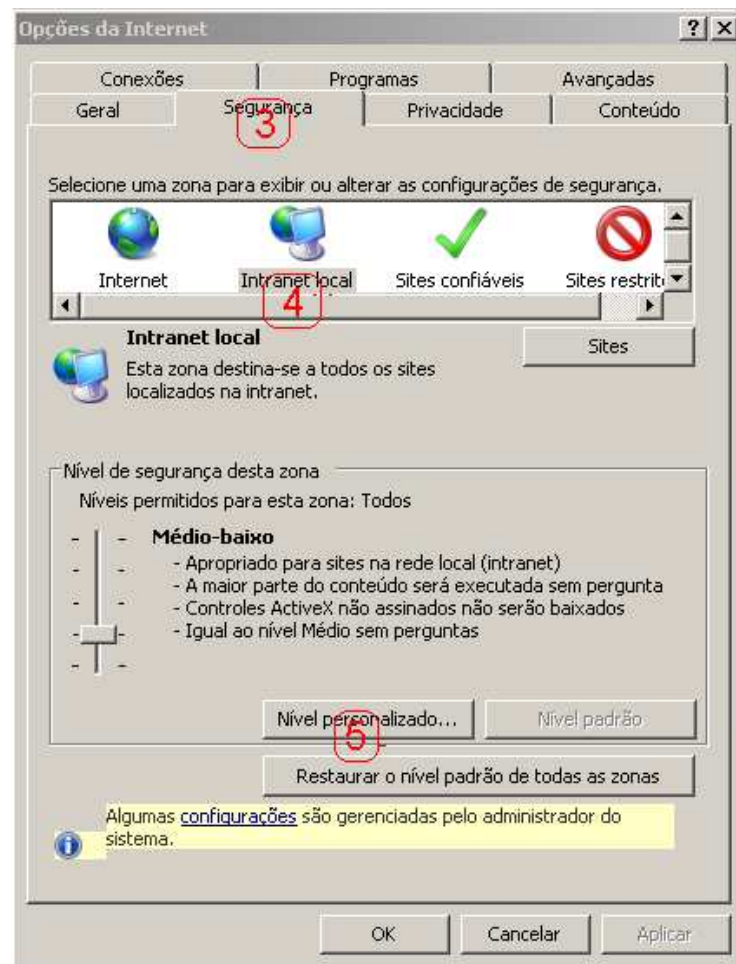 Opções da Internet
Conexões Programas Avançadas
Geral Segurança Privacidade Conteúdo
3
Selecione uma zona para exibir ou alterar as configurações de segurança.
Internet Intranet local Sites confiáveis Sites restrit
4
Intranet local
Sites
Esta zona destina-se a todos os sites
localizados na intranet.
Nível de segurança desta zona
Níveis permitidos para esta zona: Todos
Médio-baixo
- Apropriado para sites na rede local (intranet)
- A maior parte do conteúdo será executada sem pergunta
- Controles ActiveX não assinados não serão baixados
- Igual ao nível Médio sem perguntas
Nível personalizado... Nível padrão
5
Restaurar o nível padrão de todas as zonas
Algumas configurações são gerenciadas pelo administrador do
sistema.
OK Cancelar Aplicar